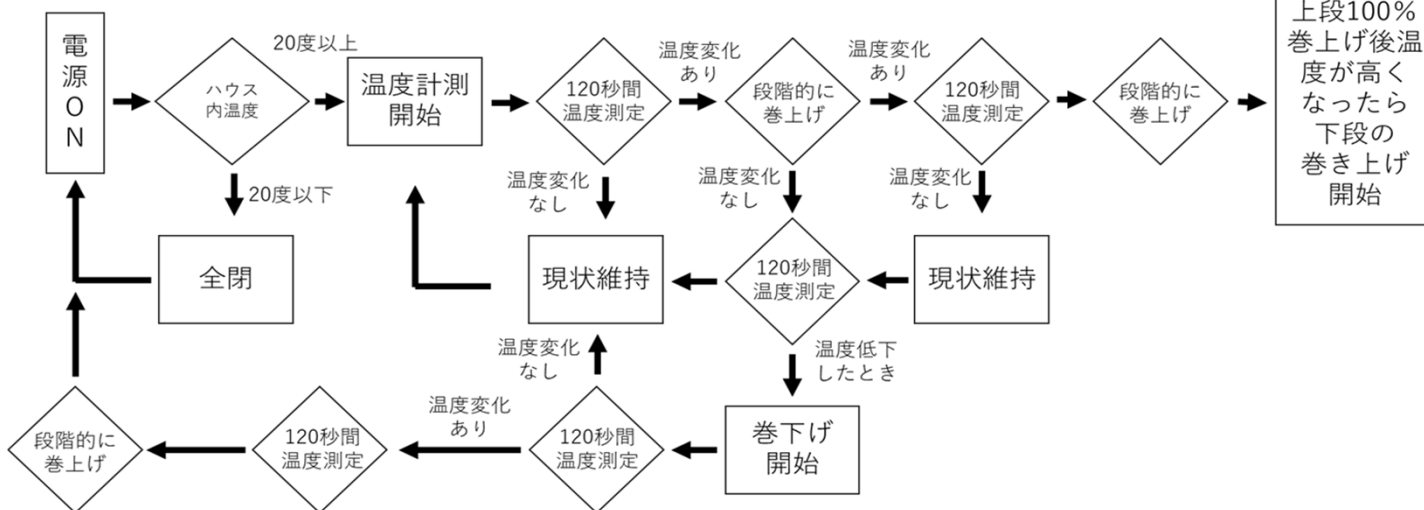 電
源
O
N
20度以上
ハウス
内温度
20度以下
全閉
温度計測
開始
120秒間
温度測定
温度変化
あり
温度変化
なし
段階的に
巻上げ
温度変化
あり
温度変化
なし
120秒間
温度測定
温度変化
なし
段階的に
巻上げ
上段100%
巻上げ後温
度が高く
なったら
下段の
巻き上げ
開始
現状維持
120秒間
温度測定
現状維持
温度低下
したとき
巻下げ
開始
温度変化
なし
120秒間
温度測定
温度変化
あり
120秒間
温度測定
段階的に
巻上げ